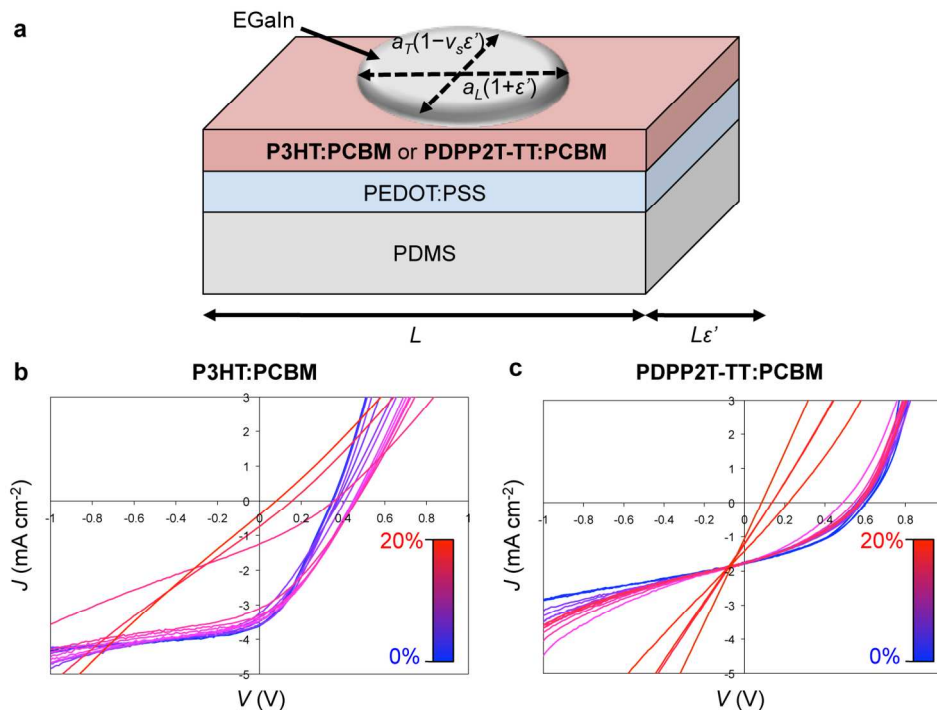 a
EGaIn
a_T(1−ν_sε')
a_L(1+ε')
P3HT:PCBM or PDPP2T-TT:PCBM
PEDOT:PSS
PDMS
L
Lε'
b
P3HT:PCBM
J (mA cm⁻²)
3
2
1
0
-1
-2
-3
-4
-5
-1 -0.8 -0.6 -0.4 -0.2 0 0.2 0.4 0.6 0.8 1
20%
0%
V (V)
c
PDPP2T-TT:PCBM
J (mA cm⁻²)
3
2
1
0
-1
-2
-3
-4
-5
-1 -0.8 -0.6 -0.4 -0.2 0 0.2 0.4 0.6 0.8
20%
0%
V (V)